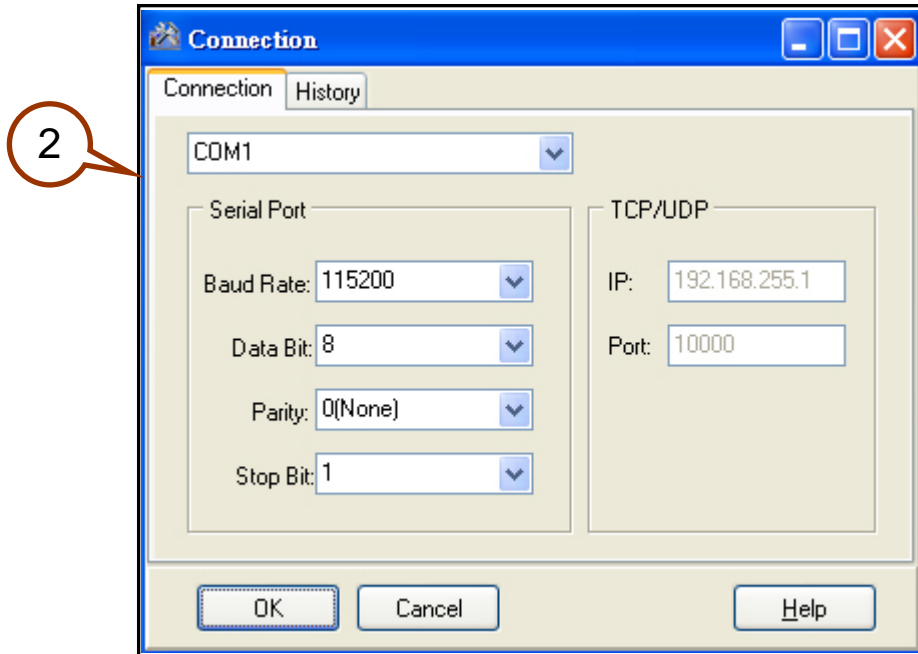 Connection
Connection History
2
COM1
Serial Port TCP/UDP
Baud Rate: 115200 IP: 192.168.255.1
Data Bit: 8 Port: 10000
Parity: 0(None)
Stop Bit: 1
OK Cancel Help